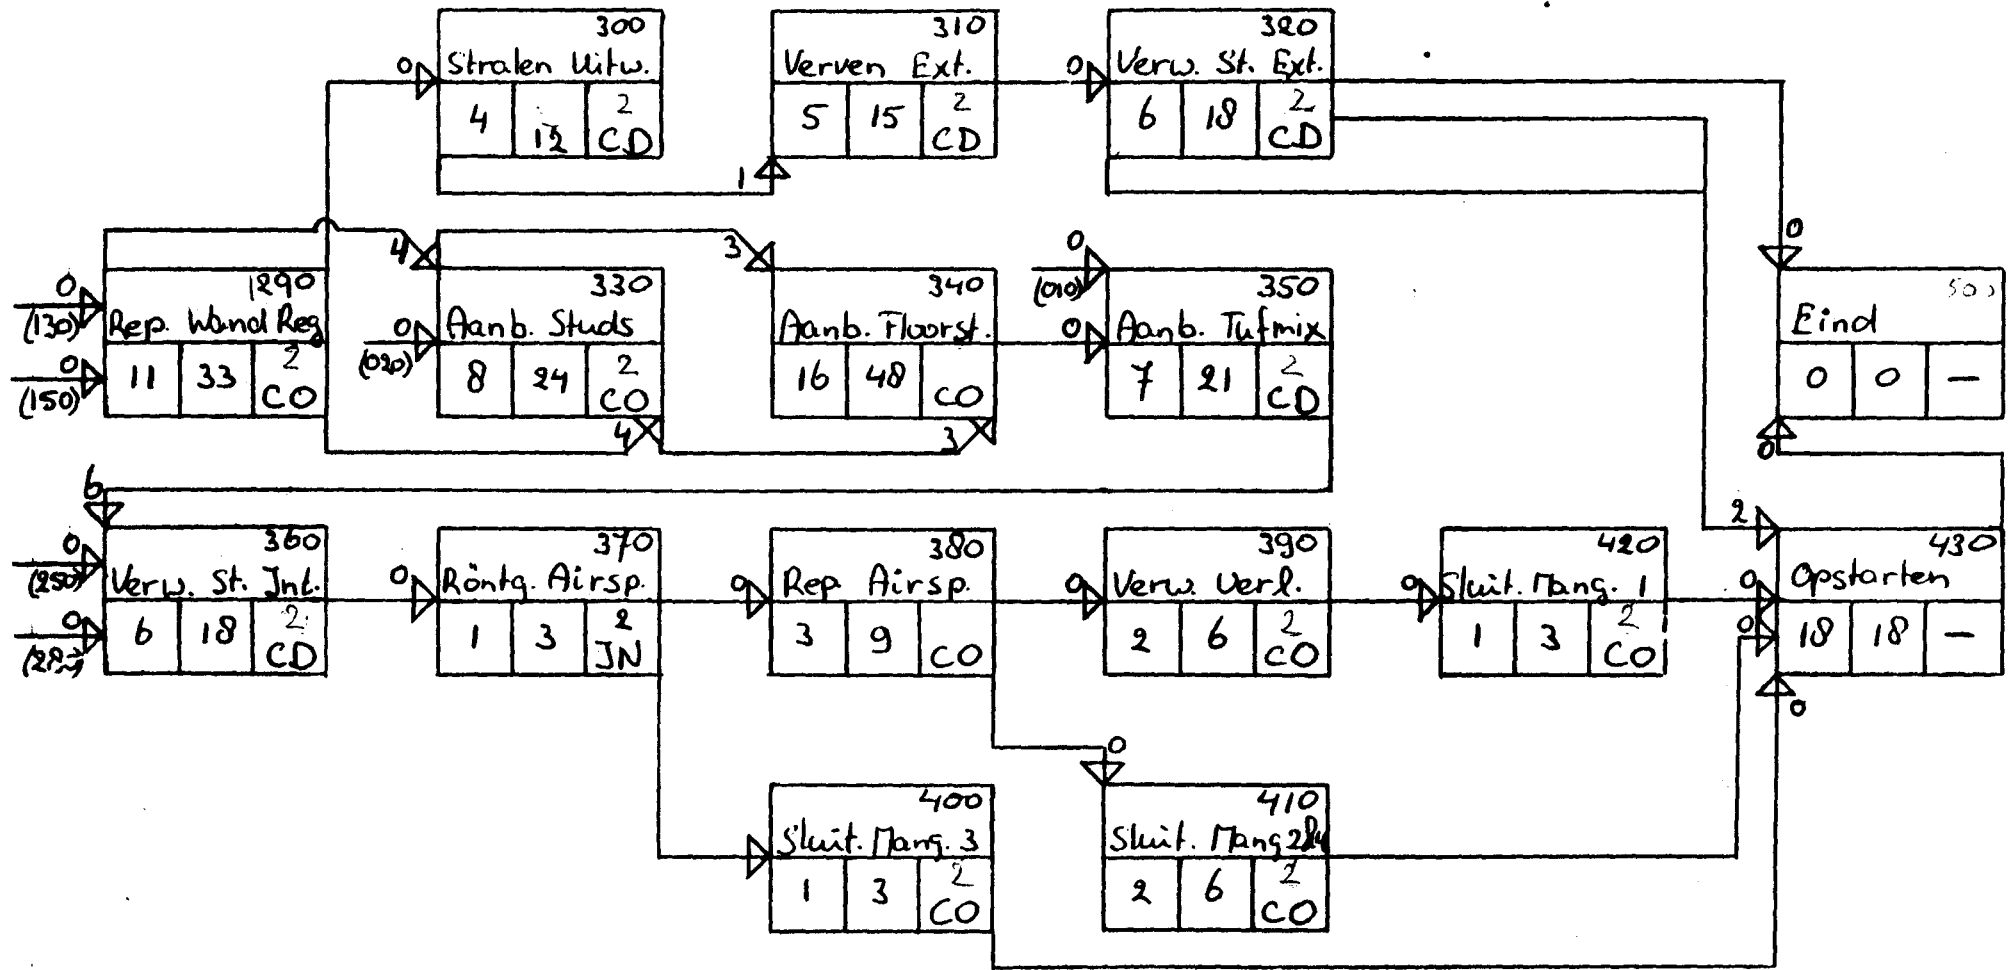 300
Stralen Uitw.
0
4 12 2 CD
310
Verven Ext.
1
5 15 2 CD
320
Verw. St. Ext.
0
6 18 2 CD
290
Rep. Wand Reg
0
(130)
0
(150)
11 33 2 CO
330
Aanb. Studs
4
0
(020)
8 24 2 CO
4
340
Aanb. Floorst.
3
16 48 CO
3
350
Aanb. Tufmix
0
(010)
0
7 21 2 CD
0
Eind
0 0 –
0
6
360
Verw. St. Int.
0
(250)
0
6 18 2 CD
370
Röntg. Airsp.
0
1 3 2 IN
380
Rep. Airsp.
0
3 9 CO
390
Verw. Verl.
0
2 6 2 CO
420
Sluit. Mang. 1
0
1 3 2 CO
2
430
Opstarten
0
0
18 18 –
0
400
Sluit. Mang. 3
1 3 2 CO
0
410
Sluit. Mang
2 6 2 CO